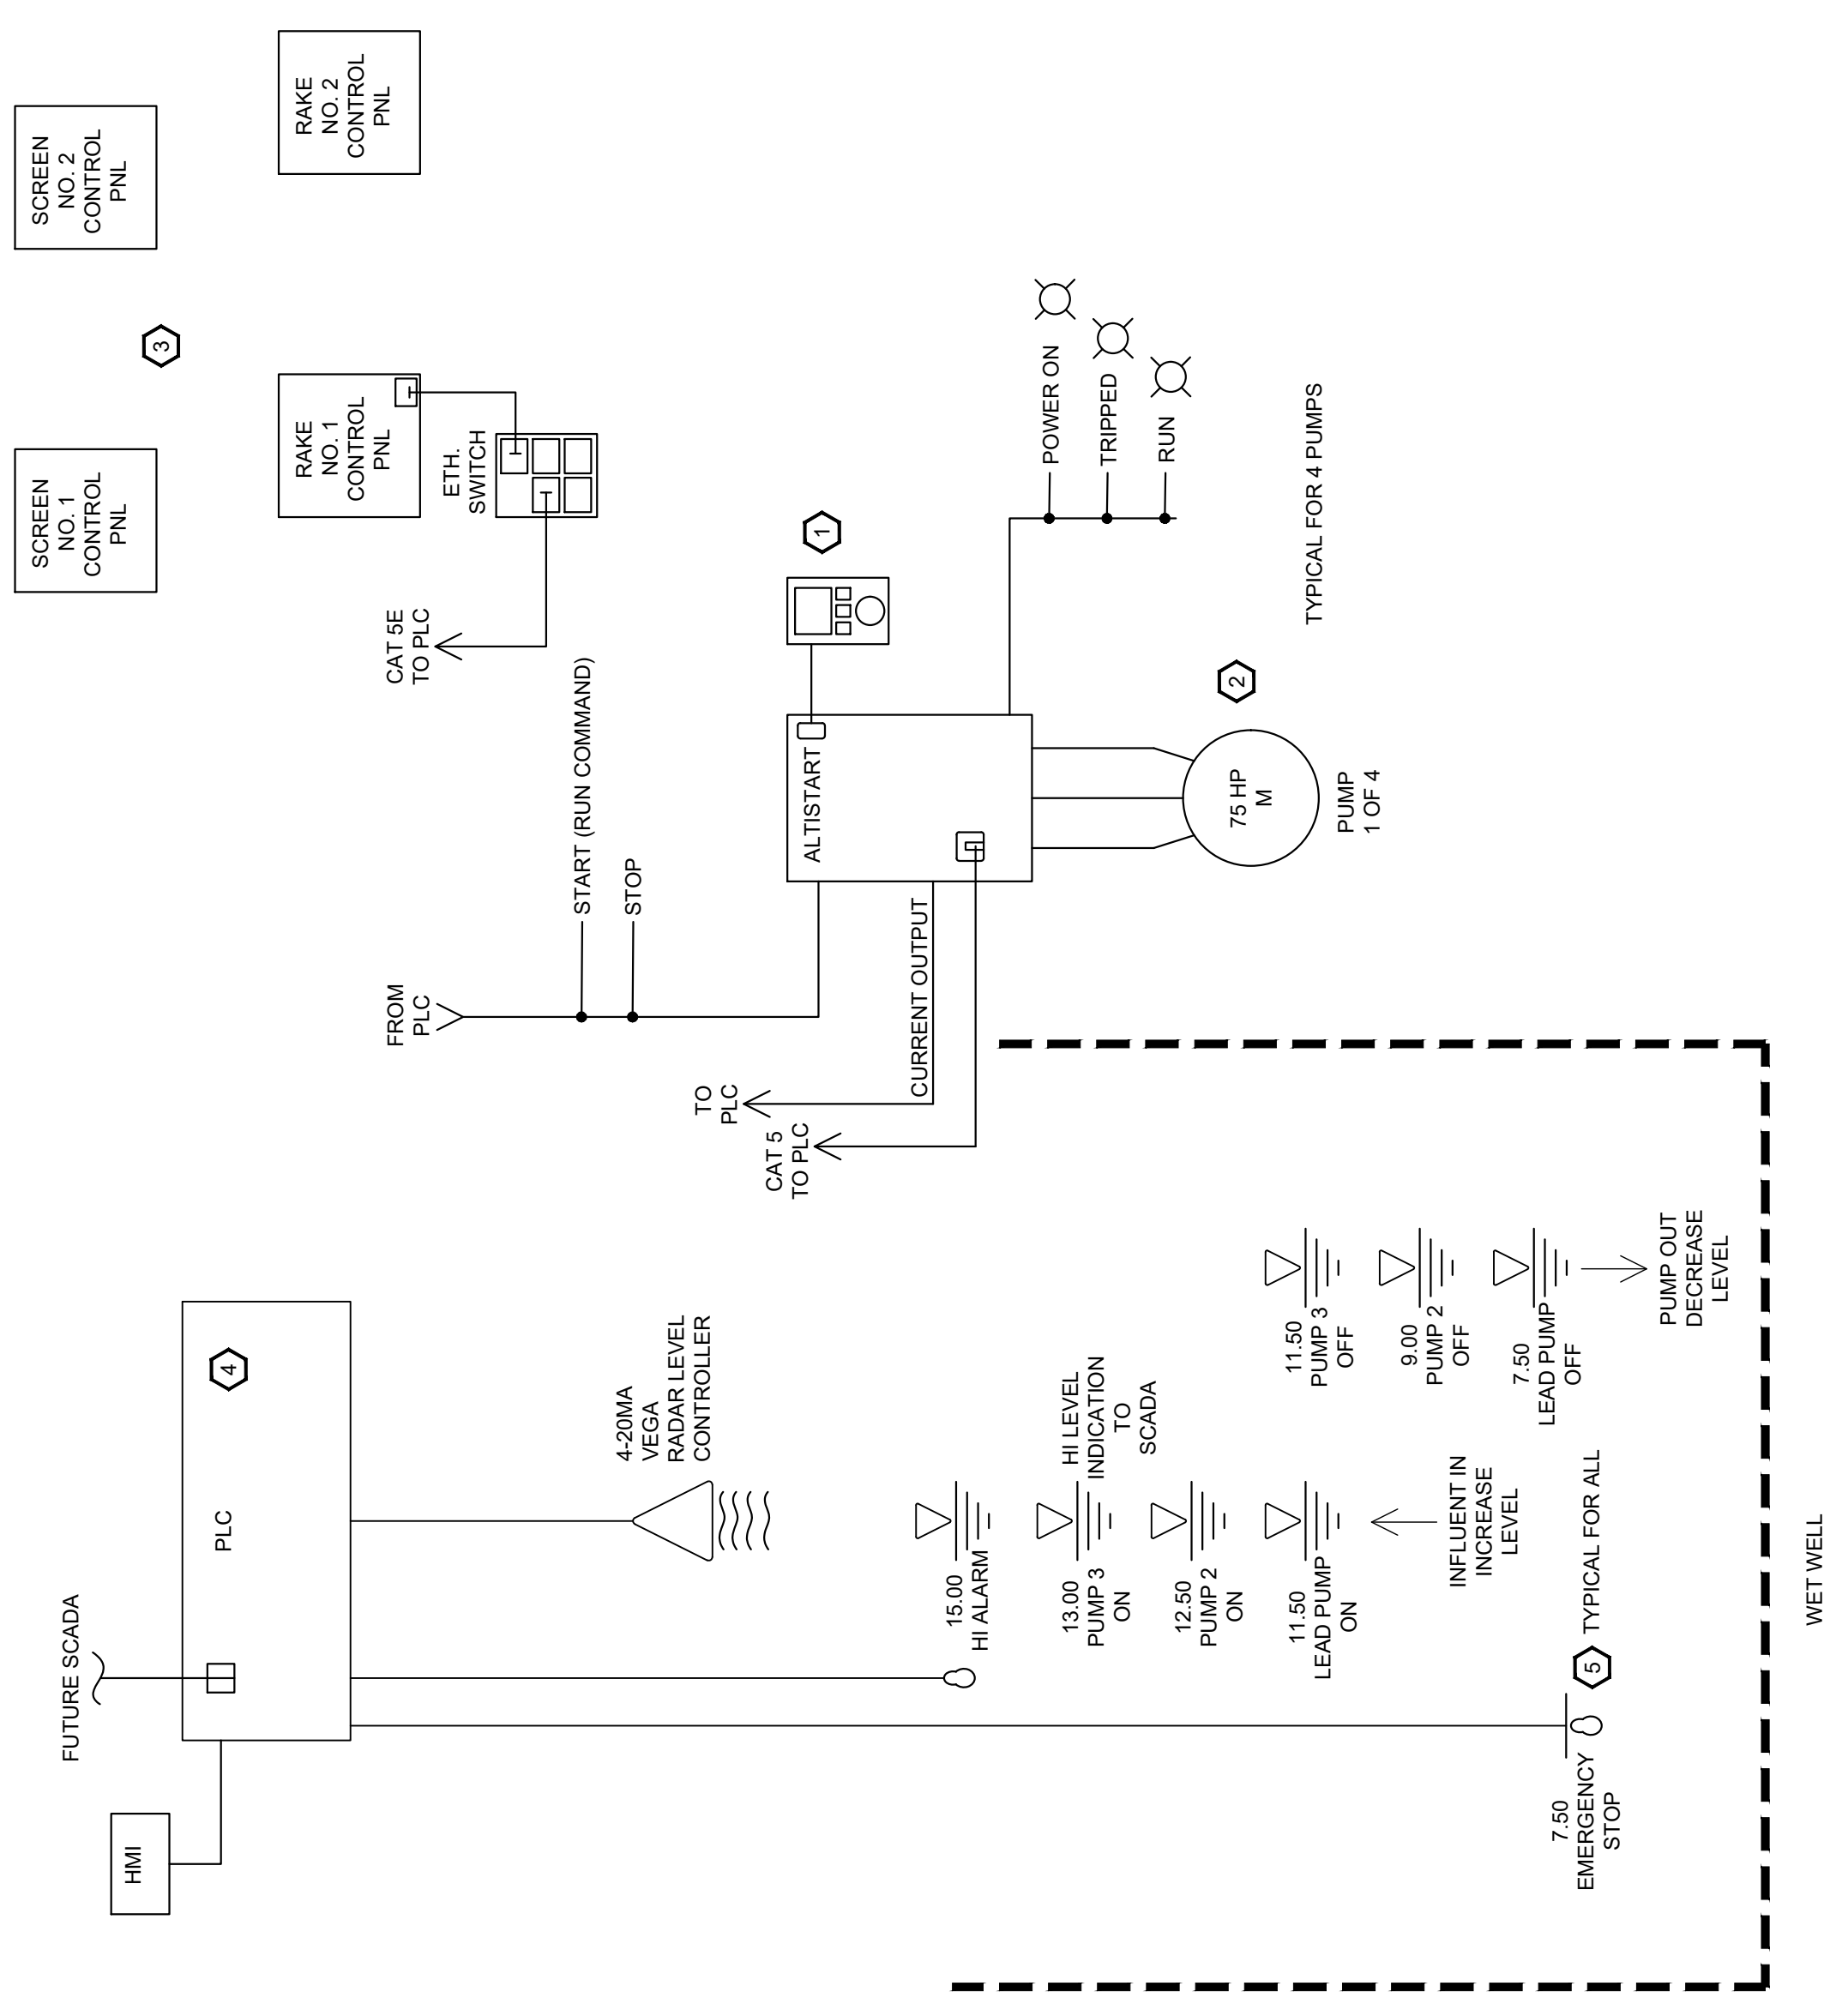 FUTURE SCADA
HMI
PLC
4
4-20MA
VEGA
RADAR LEVEL
CONTROLLER
15.00
HI ALARM
13.00
PUMP 3
ON
HI LEVEL
INDICATION
TO
SCADA
12.50
PUMP 2
ON
11.50
LEAD PUMP
ON
INFLUENT IN
INCREASE
LEVEL
7.50
EMERGENCY
STOP
5
TYPICAL FOR ALL
11.50
PUMP 3
OFF
9.00
PUMP 2
OFF
7.50
LEAD PUMP
OFF
PUMP OUT
DECREASE
LEVEL
WET WELL
FROM
PLC
START (RUN COMMAND)
STOP
TO
PLC
CURRENT OUTPUT
CAT 5
TO PLC
ALTISTART
1
75 HP
M
2
PUMP
1 OF 4
POWER ON
TRIPPED
RUN
TYPICAL FOR 4 PUMPS
CAT 5E
TO PLC
ETH.
SWITCH
SCREEN
NO. 1
CONTROL
PNL
SCREEN
NO. 2
CONTROL
PNL
3
RAKE
NO. 1
CONTROL
PNL
RAKE
NO. 2
CONTROL
PNL